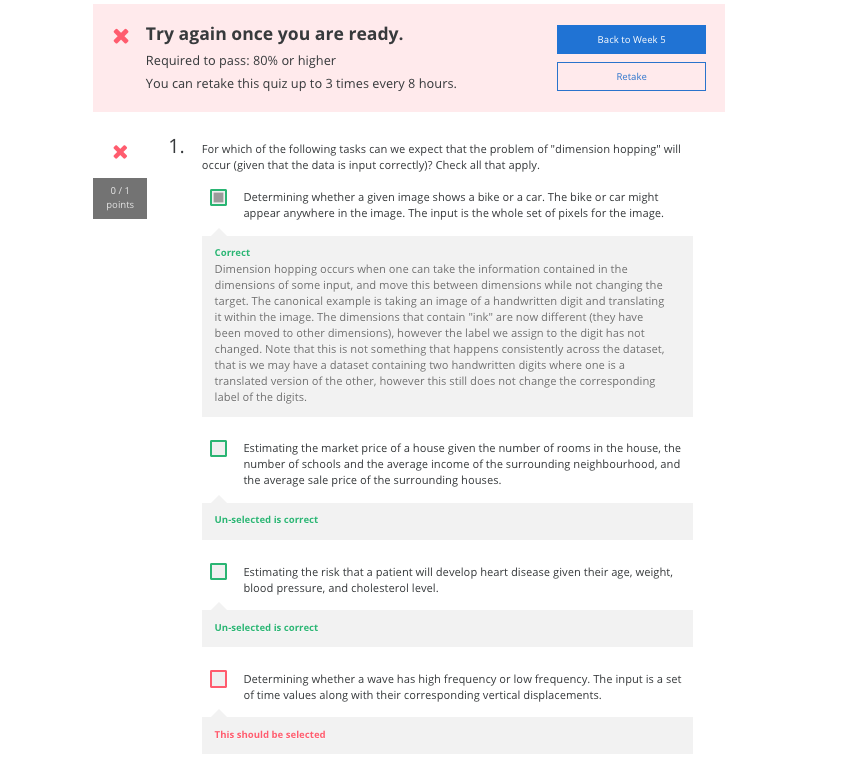 Try again once you are ready.
Required to pass: 80% or higher
You can retake this quiz up to 3 times every 8 hours.
Back to Week 5
Retake
0 / 1
points
1.
For which of the following tasks can we expect that the problem of "dimension hopping" will
occur (given that the data is input correctly)? Check all that apply.
Determining whether a given image shows a bike or a car. The bike or car might
appear anywhere in the image. The input is the whole set of pixels for the image.
Correct
Dimension hopping occurs when one can take the information contained in the
dimensions of some input, and move this between dimensions while not changing the
target. The canonical example is taking an image of a handwritten digit and translating
it within the image. The dimensions that contain "ink" are now different (they have
been moved to other dimensions), however the label we assign to the digit has not
changed. Note that this is not something that happens consistently across the dataset,
that is we may have a dataset containing two handwritten digits where one is a
translated version of the other, however this still does not change the corresponding
label of the digits.
Estimating the market price of a house given the number of rooms in the house, the
number of schools and the average income of the surrounding neighbourhood, and
the average sale price of the surrounding houses.
Un-selected is correct
Estimating the risk that a patient will develop heart disease given their age, weight,
blood pressure, and cholesterol level.
Un-selected is correct
Determining whether a wave has high frequency or low frequency. The input is a set
of time values along with their corresponding vertical displacements.
This should be selected